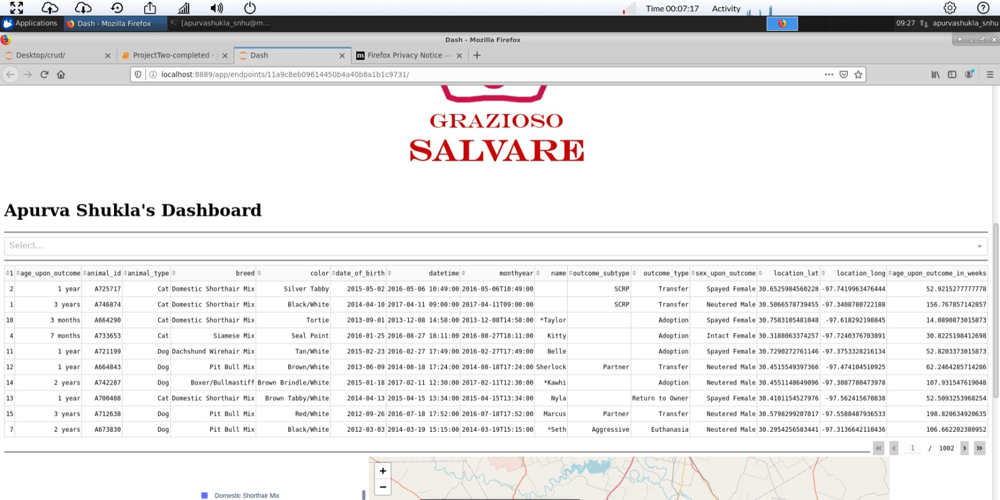 Time 00:07:17 Activity
Applications Dash - Mozilla Firefox [apurvashukla_snhu@m... 09:27 apurvashukla_snhu
Dash - Mozilla Firefox
Desktop/crud/ ProjectTwo-completed - Dash Firefox Privacy Notice —
localhost:8889/app/endpoints/11a9c8eb09614450b4a40b8a1b1c9731/
GRAZIOSO
SALVARE
Apurva Shukla's Dashboard
Select...
1 age_upon_outcome animal_id animal_type breed color date_of_birth datetime monthyear name outcome_subtype outcome_type sex_upon_outcome location_lat location_long age_upon_outcome_in_weeks
2 1 year A725717 Cat Domestic Shorthair Mix Silver Tabby 2015-05-02 2016-05-06 10:49:00 2016-05-06T10:49:00 SCRP Transfer Spayed Female 30.6525984560228 -97.7419963476444 52.9215277777778
1 3 years A746874 Cat Domestic Shorthair Mix Black/White 2014-04-10 2017-04-11 09:00:00 2017-04-11T09:00:00 SCRP Transfer Neutered Male 30.5066578739455 -97.3408780722188 156.767857142857
10 3 months A664290 Cat Domestic Shorthair Mix Tortie 2013-09-01 2013-12-08 14:58:00 2013-12-08T14:58:00 *Taylor Adoption Spayed Female 30.7583105481048 -97.618292198845 14.0890873015873
4 7 months A733653 Cat Siamese Mix Seal Point 2016-01-25 2016-08-27 18:11:00 2016-08-27T18:11:00 Kitty Adoption Intact Female 30.3188063374257 -97.7240376703891 30.8225198412698
11 1 year A721199 Dog Dachshund Wirehair Mix Tan/White 2015-02-23 2016-02-27 17:49:00 2016-02-27T17:49:00 Belle Adoption Spayed Female 30.7290272761146 -97.3753328216134 52.8203373015873
12 1 year A664843 Dog Pit Bull Mix Brown/White 2013-06-09 2014-08-18 17:24:00 2014-08-18T17:24:00 Sherlock Partner Transfer Neutered Male 30.4515549397366 -97.474104510925 62.2464285714286
14 2 years A742287 Dog Boxer/Bullmastiff Brown Brindle/White 2015-01-18 2017-02-11 12:30:00 2017-02-11T12:30:00 *Kawhi Adoption Neutered Male 30.4551148649096 -97.3087780473978 107.931547619048
13 1 year A700408 Cat Domestic Shorthair Mix Brown Tabby/White 2014-04-13 2015-04-15 13:34:00 2015-04-15T13:34:00 Nyla Return to Owner Spayed Female 30.4101154527976 -97.562415670838 52.5093253968254
15 3 years A712638 Dog Pit Bull Mix Red/White 2012-09-26 2016-07-18 17:52:00 2016-07-18T17:52:00 Marcus Partner Transfer Neutered Male 30.5798299207017 -97.5588487936533 198.820634920635
7 2 years A673830 Dog Pit Bull Mix Black/White 2012-03-03 2014-03-19 15:15:00 2014-03-19T15:15:00 *Seth Aggressive Euthanasia Neutered Male 30.2954256583441 -97.3136642110436 106.662202380952
<< < 1 / 1002 > >>
+
−
Domestic Shorthair Mix